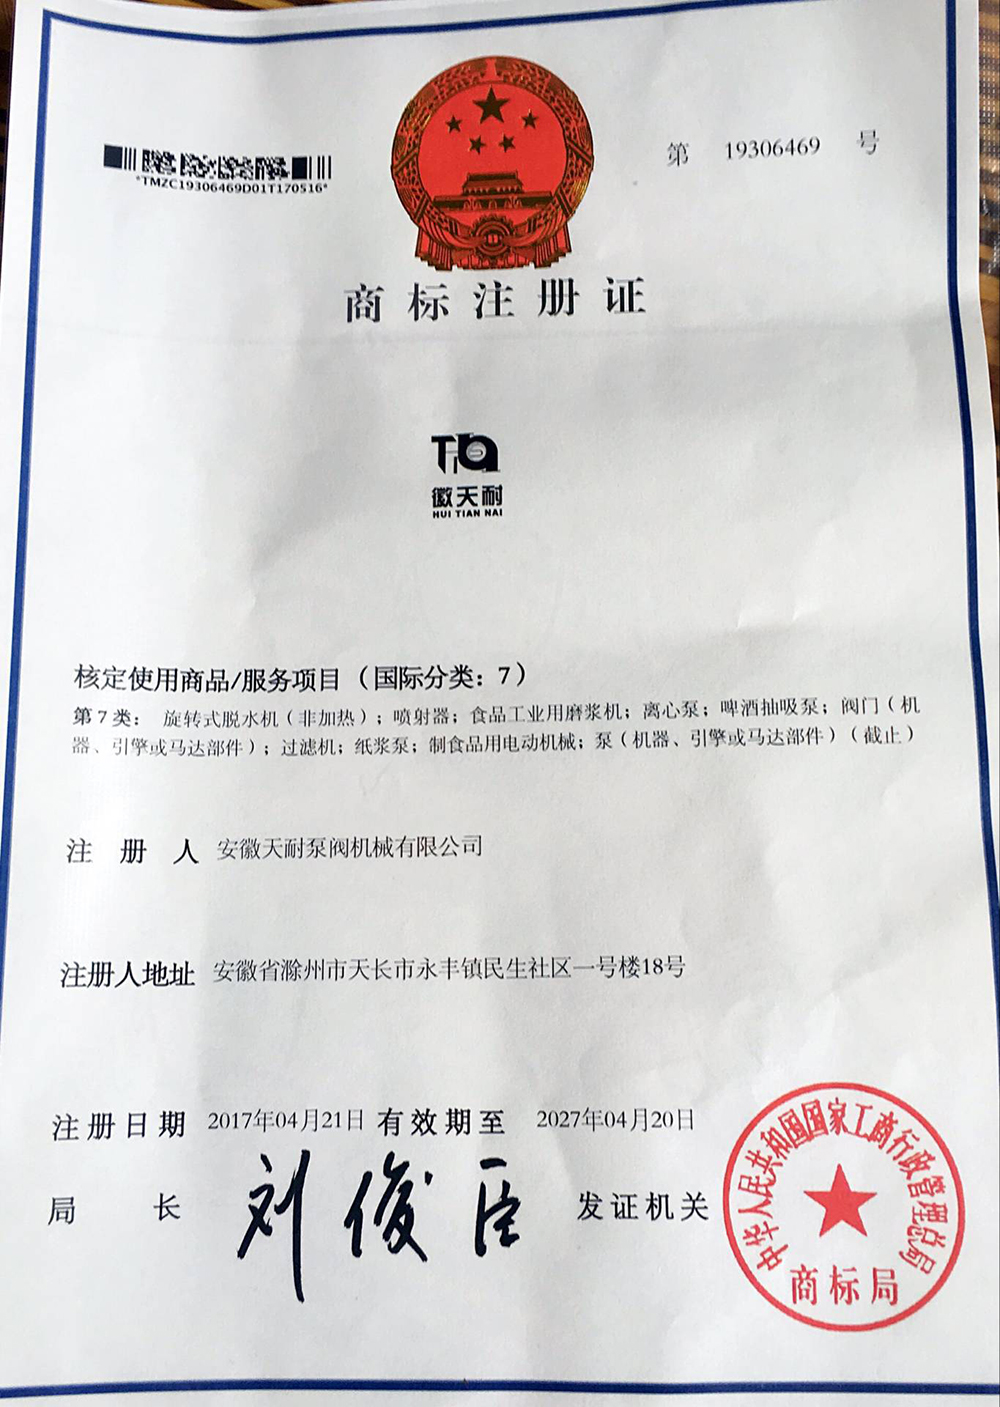 *TMZC19306469D01T170516*
第 19306469 号
商标注册证
徽天耐
HUI TIAN NAI
核定使用商品/服务项目（国际分类：7）
第7类：旋转式脱水机（非加热）；喷射器；食品工业用磨浆机；离心泵；啤酒抽吸泵；阀门（机
器、引擎或马达部件）；过滤机；纸浆泵；制食品用电动机械；泵（机器、引擎或马达部件）（截止）
注册人 安徽天耐泵阀机械有限公司
注册人地址 安徽省滁州市天长市永丰镇民生社区一号楼18号
注册日期 2017年04月21日 有效期至 2027年04月20日
局长 刘俊臣 发证机关
中华人民共和国国家工商行政管理总局
商标局